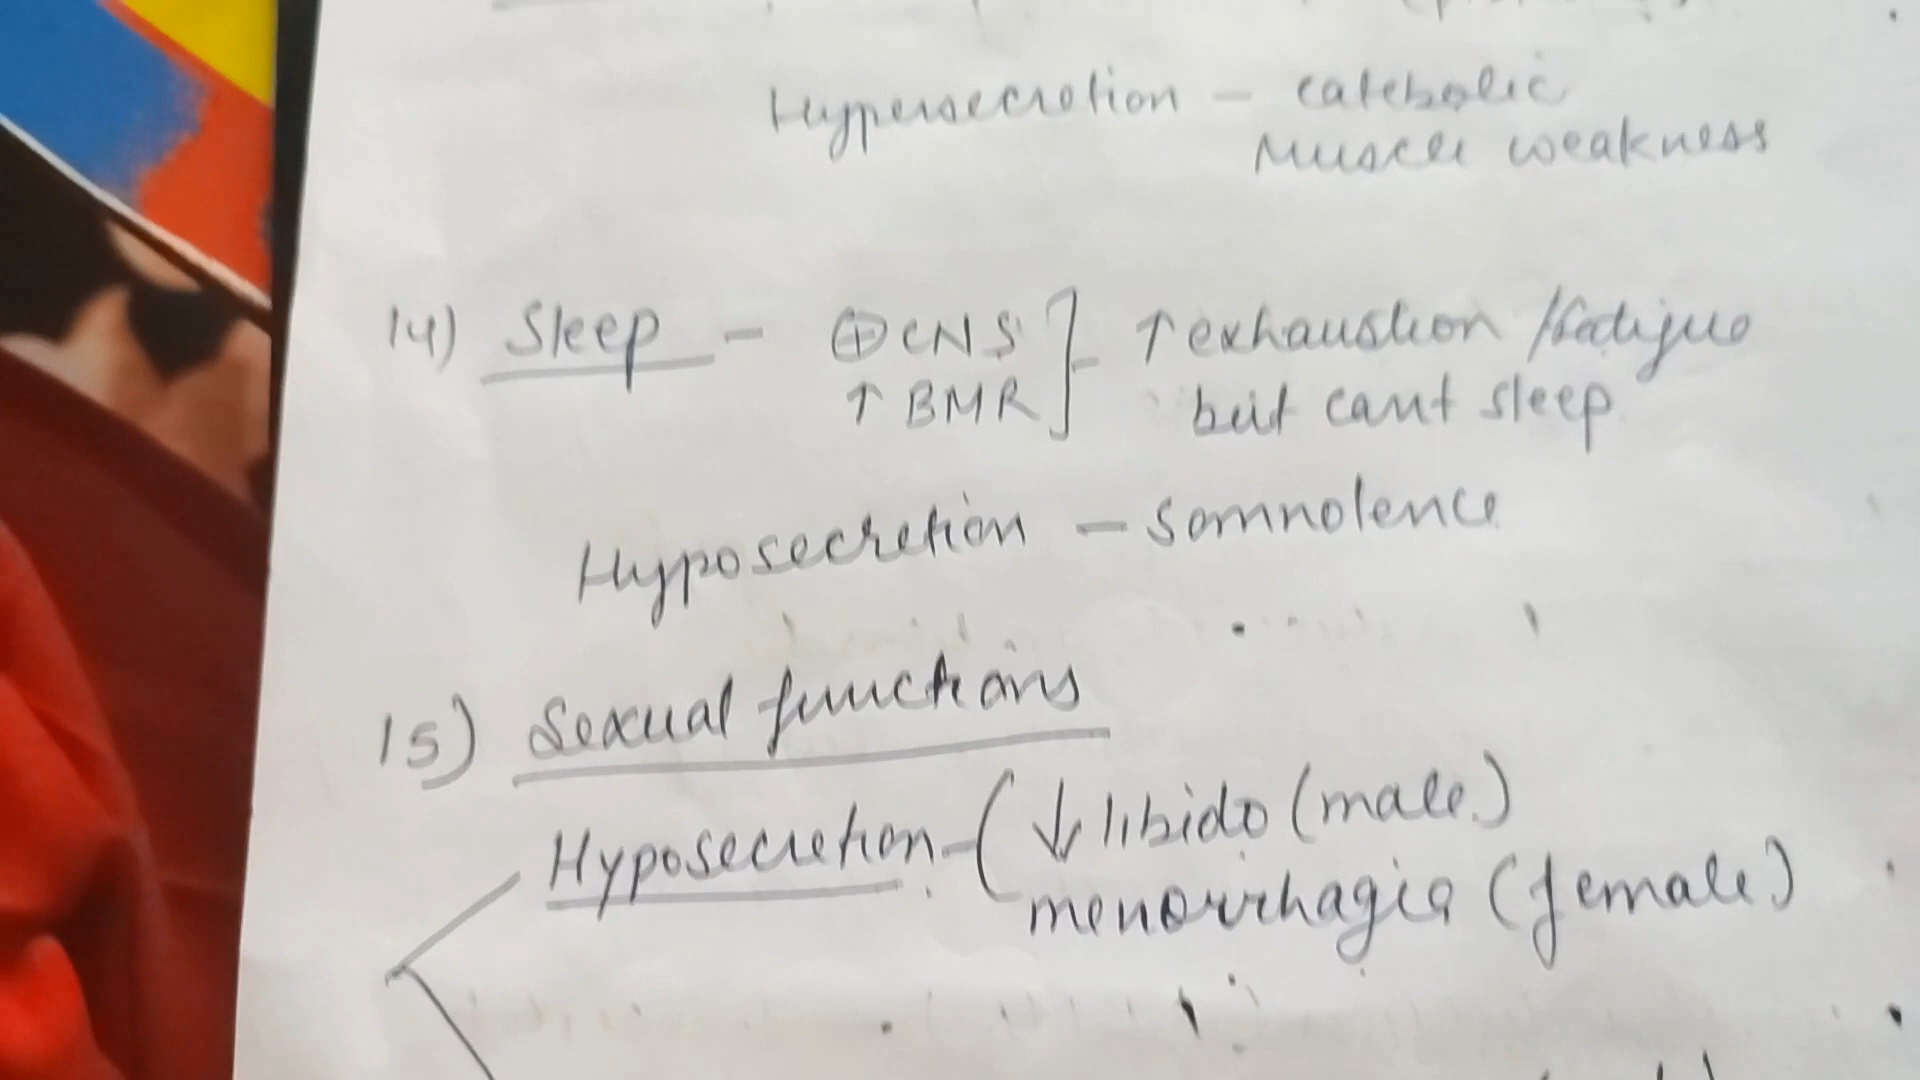 Hypersecretion - catebolic
Muscle weakness
14) Sleep - ⊕ CNS ] - ↑ exhaustion / fatigue
↑ BMR but cant sleep
Hyposecretion - Somnolence
15) Sexual functions
Hyposecretion - ( ↓ libido (male)
menorrhagia (female)